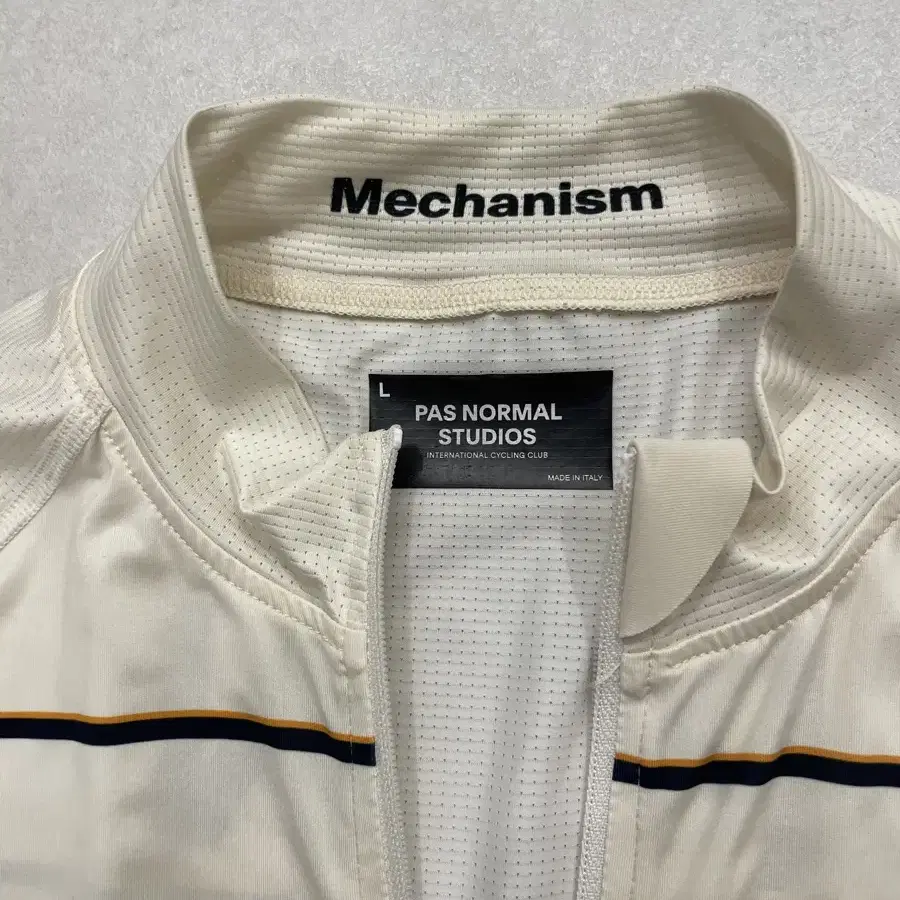 Mechanism
L
PAS NORMAL
STUDIOS
INTERNATIONAL CYCLING CLUB
MADE IN ITALY